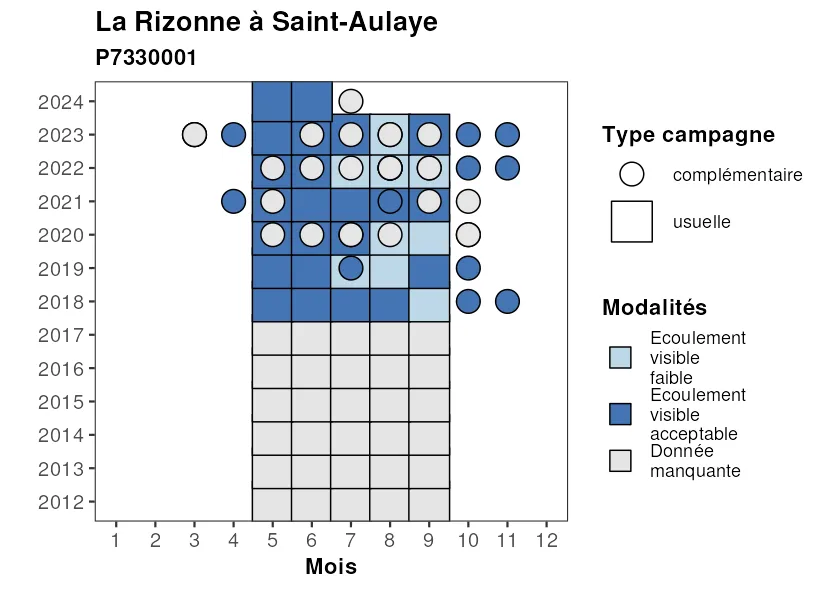 La Rizonne à Saint-Aulaye
P7330001
2024
2023
2022
2021
2020
2019
2018
2017
2016
2015
2014
2013
2012
1 2 3 4 5 6 7 8 9 10 11 12
Mois
Type campagne
complémentaire
usuelle
Modalités
Ecoulement
visible
faible
Ecoulement
visible
acceptable
Donnée
manquante